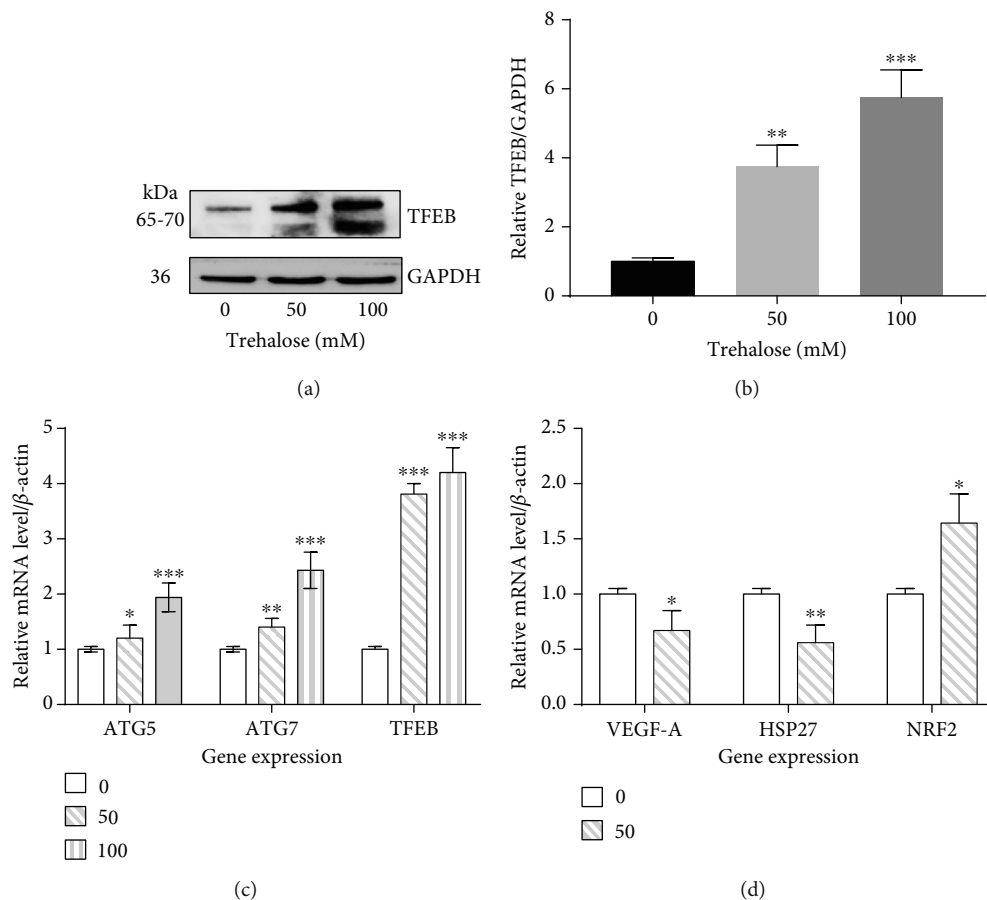 kDa
65-70
TFEB
36
GAPDH
0 50 100
Trehalose (mM)
(a)
Relative TFEB/GAPDH
8
6
4
2
0
**
***
0 50 100
Trehalose (mM)
(b)
Relative mRNA level/β-actin
5
4
3
2
1
0
*
***
**
***
***
***
ATG5 ATG7 TFEB
Gene expression
0
50
100
(c)
Relative mRNA level/β-actin
2.5
2.0
1.5
1.0
0.5
0.0
*
**
*
VEGF-A HSP27 NRF2
Gene expression
0
50
(d)